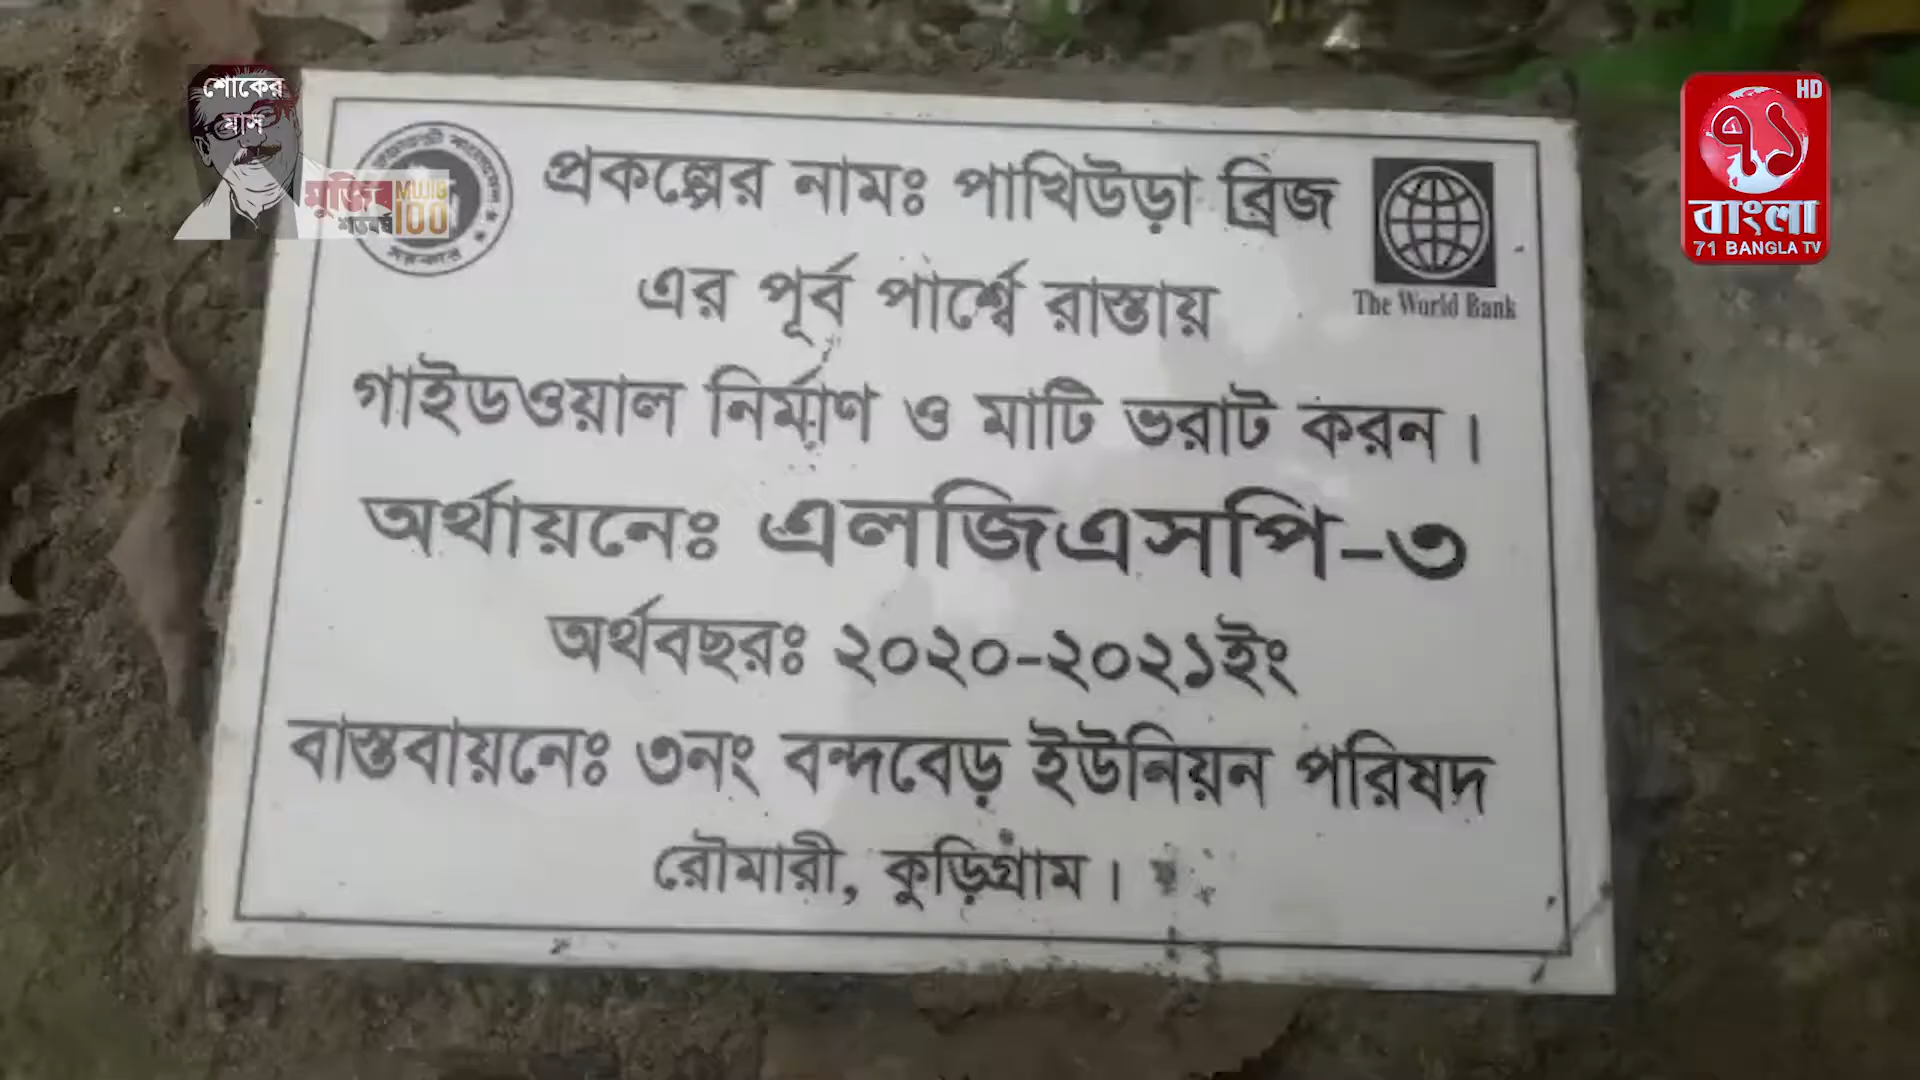 শোকের
মাস
মুজিব
শতবর্ষ
MUJIB
100
HD
৭১
বাংলা
71 BANGLA TV
সরকার
The World Bank
প্রকল্পের নামঃ পাখিউড়া ব্রিজ
এর পূর্ব পার্শ্বে রাস্তায়
গাইডওয়াল নির্মাণ ও মাটি ভরাট করন।
অর্থায়নেঃ এলজিএসপি-৩
অর্থবছরঃ ২০২০-২০২১ইং
বাস্তবায়নেঃ ৩নং বন্দবেড় ইউনিয়ন পরিষদ
রৌমারী, কুড়িগ্রাম।